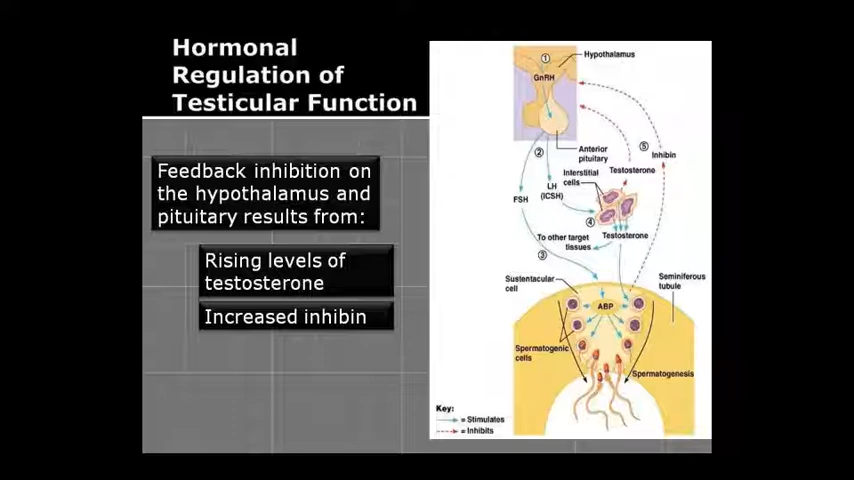 Hormonal
Regulation of
Testicular Function
Feedback inhibition on
the hypothalamus and
pituitary results from:
Rising levels of
testosterone
Increased inhibin
1
Hypothalamus
GnRH
Anterior
pituitary
2
5
Inhibin
Interstitial
cells
Testosterone
LH
(ICSH)
FSH
4
Testosterone
To other target
tissues
3
Sustentacular
cell
Seminiferous
tubule
ABP
Spermatogenic
cells
Spermatogenesis
Key:
= Stimulates
= Inhibits